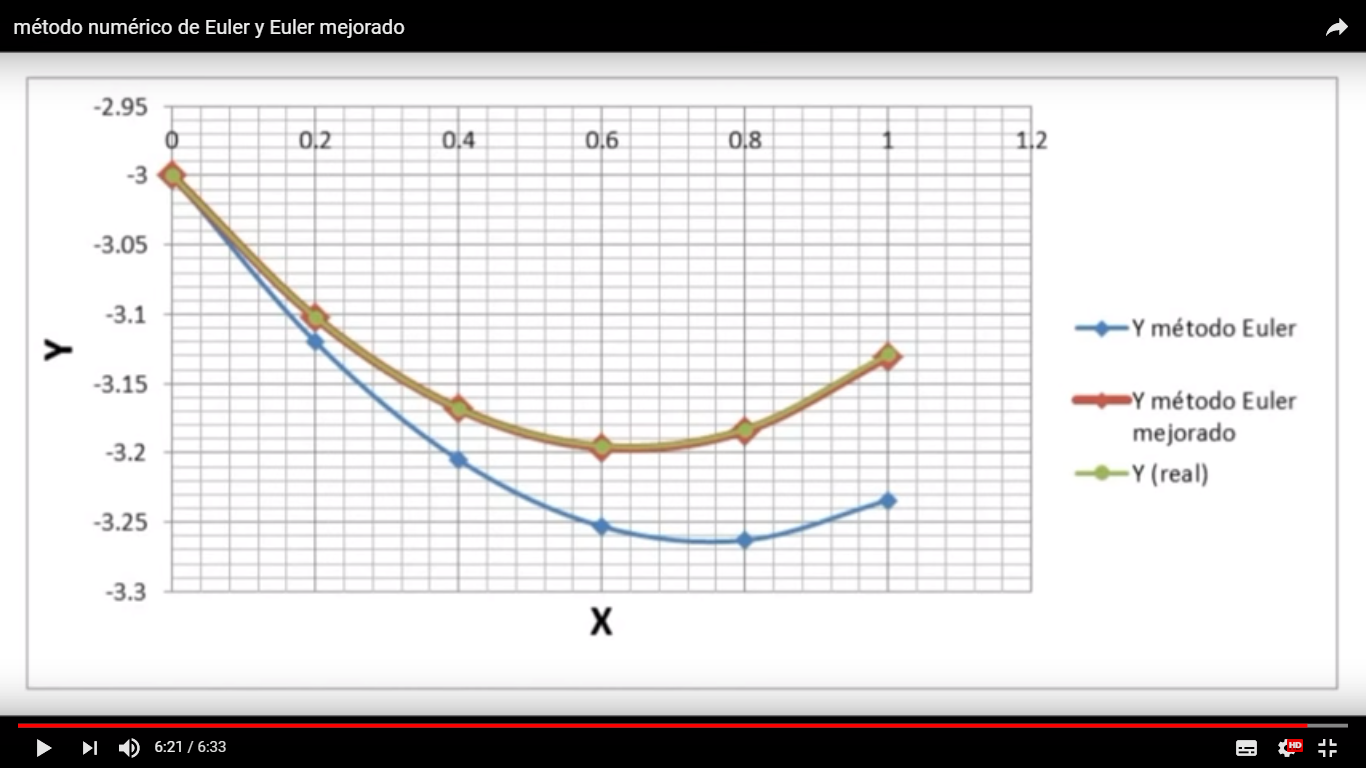 método numérico de Euler y Euler mejorado
-2.95
0 0.2 0.4 0.6 0.8 1 1.2
-3
-3.05
-3.1
-3.15
-3.2
-3.25
-3.3
Y
X
Y método Euler
Y método Euler
mejorado
Y (real)
6:21 / 6:33
HD